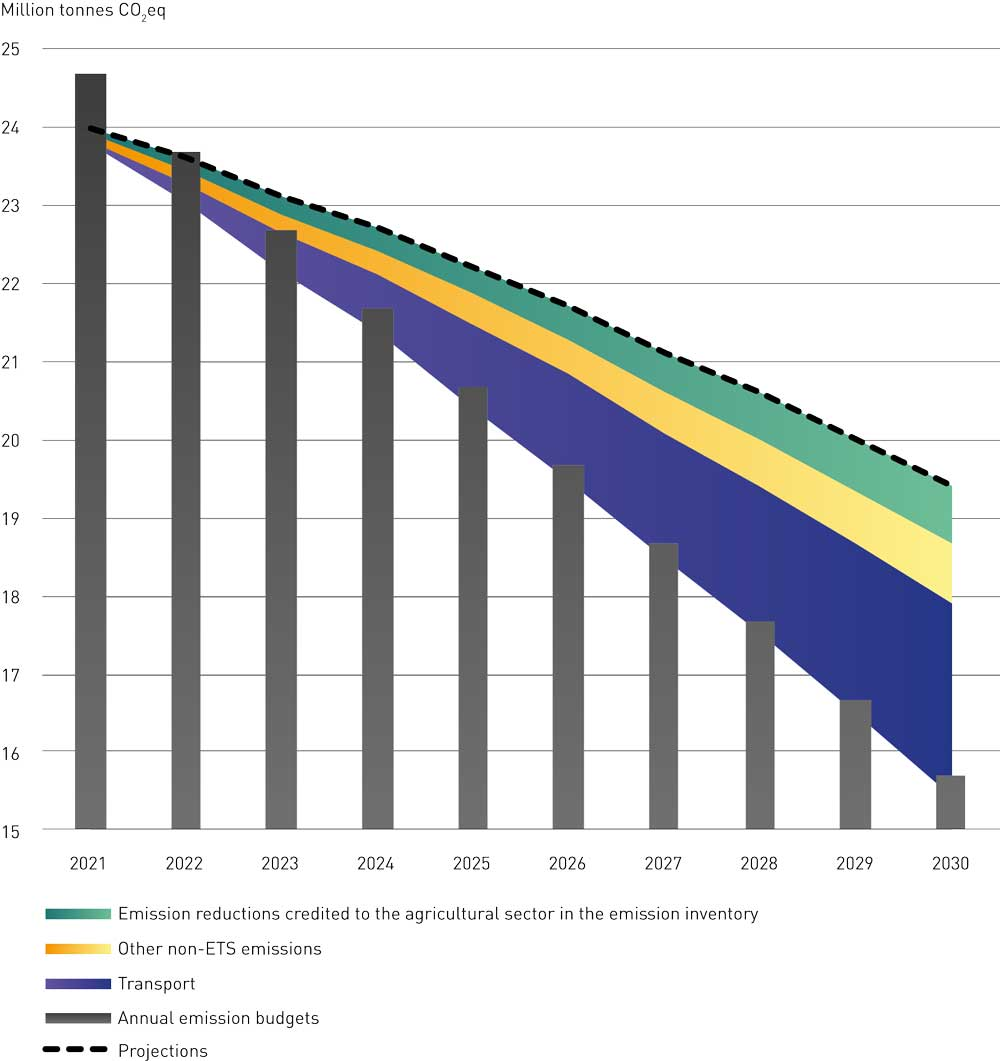 Million tonnes CO₂eq
25
24
23
22
21
20
19
18
17
16
15
2021 2022 2023 2024 2025 2026 2027 2028 2029 2030
Emission reductions credited to the agricultural sector in the emission inventory
Other non-ETS emissions
Transport
Annual emission budgets
Projections